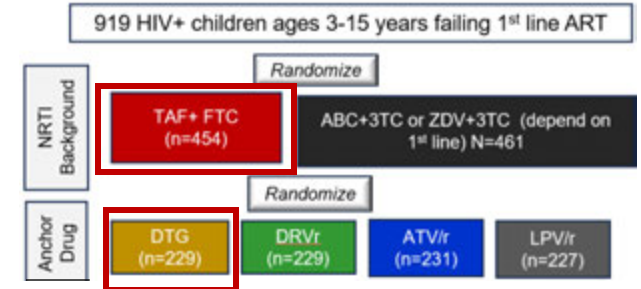 919 HIV+ children ages 3-15 years failing 1st line ART
Randomize
NRTI
Background
TAF+ FTC
(n=454)
ABC+3TC or ZDV+3TC (depend on
1st line) N=461
Randomize
Anchor
Drug
DTG
(n=229)
DRVr
(n=229)
ATV/r
(n=231)
LPV/r
(n=227)